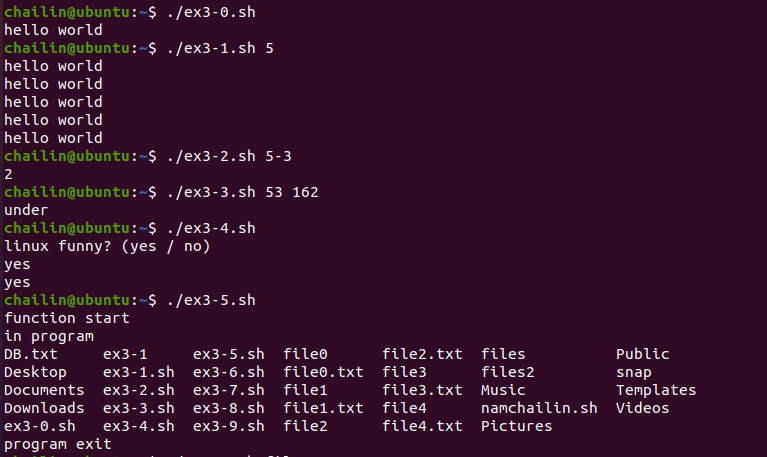 chailin@ubuntu:~$ ./ex3-0.sh
hello world
chailin@ubuntu:~$ ./ex3-1.sh 5
hello world
hello world
hello world
hello world
hello world
chailin@ubuntu:~$ ./ex3-2.sh 5-3
2
chailin@ubuntu:~$ ./ex3-3.sh 53 162
under
chailin@ubuntu:~$ ./ex3-4.sh
linux funny? (yes / no)
yes
yes
chailin@ubuntu:~$ ./ex3-5.sh
function start
in program
DB.txt ex3-1 ex3-5.sh file0 file2.txt files Public
Desktop ex3-1.sh ex3-6.sh file0.txt file3 files2 snap
Documents ex3-2.sh ex3-7.sh file1 file3.txt Music Templates
Downloads ex3-3.sh ex3-8.sh file1.txt file4 namchailin.sh Videos
ex3-0.sh ex3-4.sh ex3-9.sh file2 file4.txt Pictures
program exit